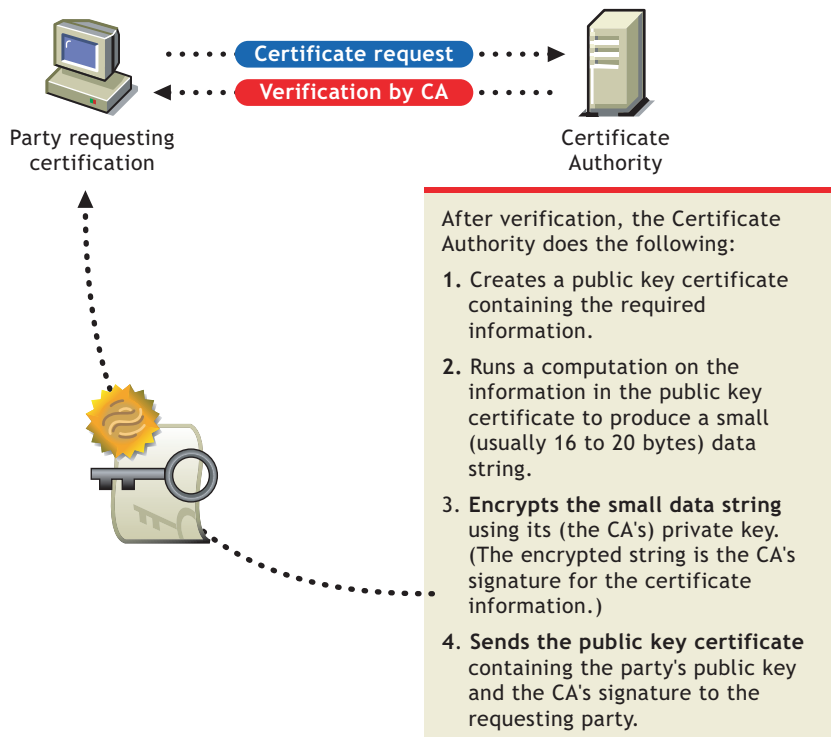 Certificate request
Verification by CA
Party requesting
certification
Certificate
Authority
After verification, the Certificate
Authority does the following:
1. Creates a public key certificate
containing the required
information.
2. Runs a computation on the
information in the public key
certificate to produce a small
(usually 16 to 20 bytes) data
string.
3. Encrypts the small data string
using its (the CA's) private key.
(The encrypted string is the CA's
signature for the certificate
information.)
4. Sends the public key certificate
containing the party's public key
and the CA's signature to the
requesting party.